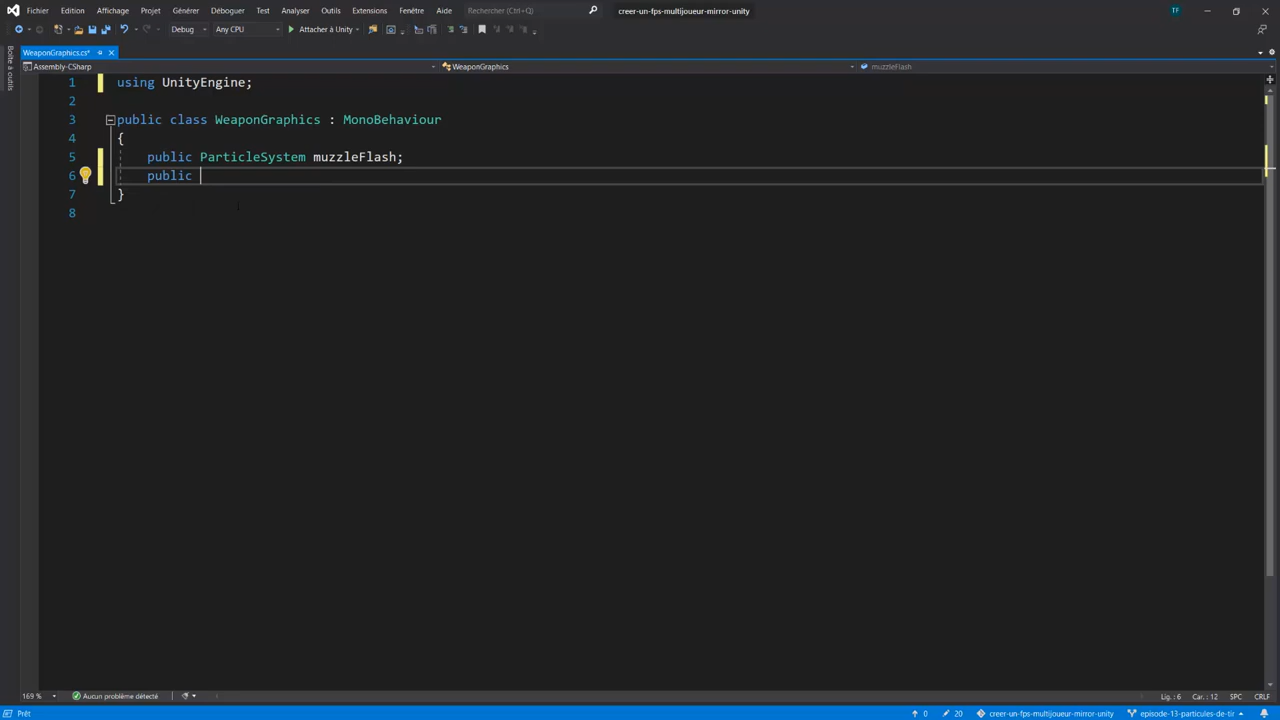 Fichier Edition Affichage Projet Générer Déboguer Test Analyser Outils Extensions Fenêtre Aide Rechercher (Ctrl+Q) creer-un-fps-multijoueur-mirror-unity TF
Debug Any CPU Attacher à Unity
Boîte à outils
WeaponGraphics.cs*
Assembly-CSharp WeaponGraphics muzzleFlash
1 using UnityEngine;
2
3 public class WeaponGraphics : MonoBehaviour
4 {
5 public ParticleSystem muzzleFlash;
6 public
7 }
8
169 % Aucun problème détecté Lig. : 6 Car. : 12 SPC CRLF
Prêt 0 20 creer-un-fps-multijoueur-mirror-unity episode-13-particules-de-tir